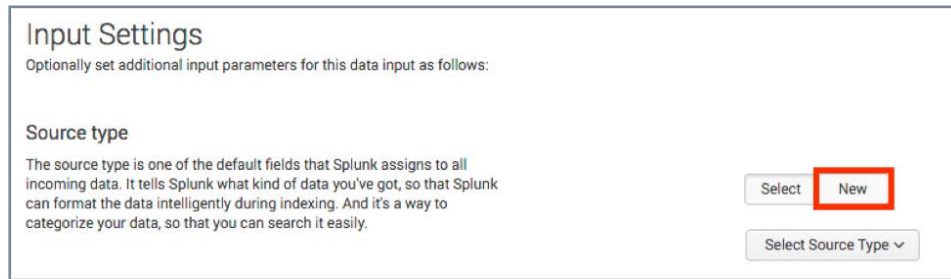 Input Settings
Optionally set additional input parameters for this data input as follows:
Source type
The source type is one of the default fields that Splunk assigns to all
incoming data. It tells Splunk what kind of data you've got, so that Splunk
can format the data intelligently during indexing. And it's a way to
categorize your data, so that you can search it easily.
Select New
Select Source Type